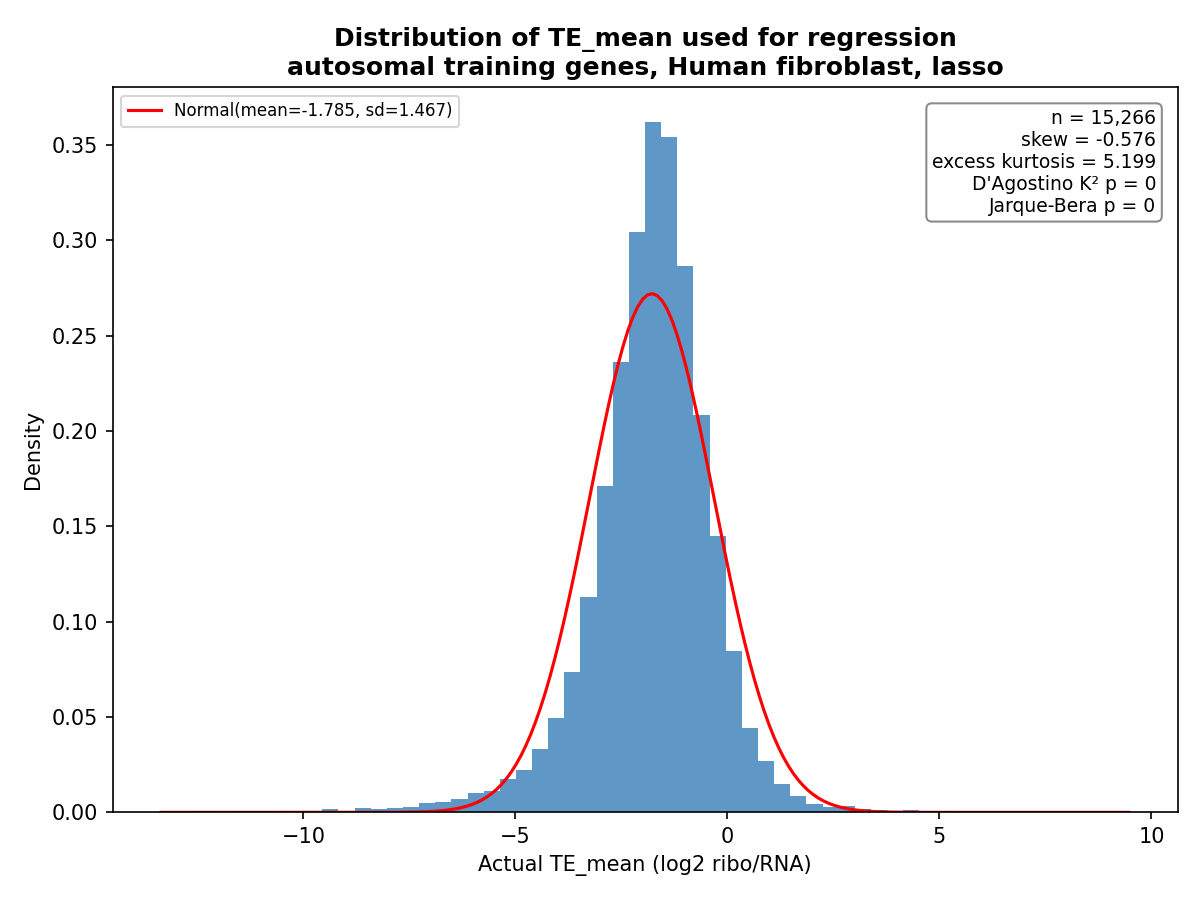 Distribution of TE_mean used for regression
autosomal training genes, Human fibroblast, lasso
Normal(mean=-1.785, sd=1.467)
n = 15,266
skew = -0.576
excess kurtosis = 5.199
D'Agostino K² p = 0
Jarque-Bera p = 0
Density
0.35
0.30
0.25
0.20
0.15
0.10
0.05
0.00
−10
−5
0
5
10
Actual TE_mean (log2 ribo/RNA)